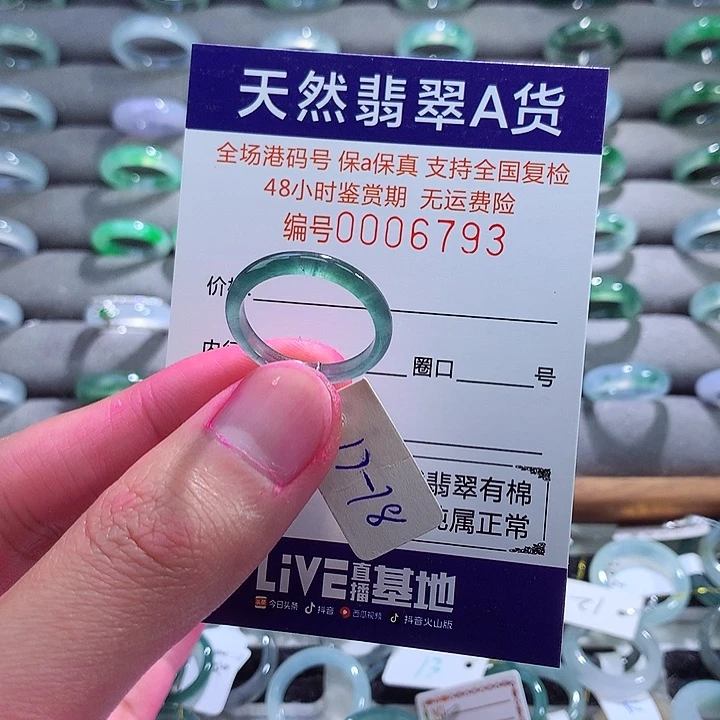 天然翡翠A货
全场港码号 保a保真 支持全国复检
48小时鉴赏期 无运费险
编号0006793
价
内 圈口 号
17-18
翡翠有棉
属正常
LiVE直播基地
今日头条 抖音 西瓜视频 抖音火山版
12
13